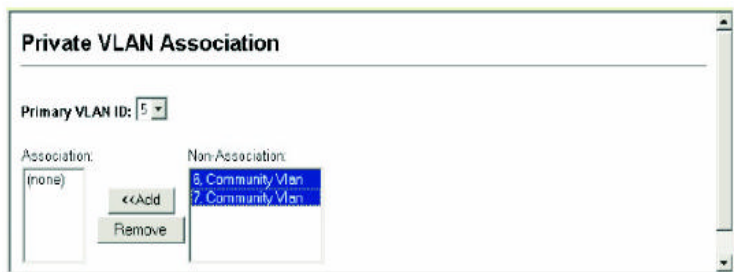 Private VLAN Association
Primary VLAN ID: 5
Association:
Non-Association:
(none)
6, Community Vlan
7, Community Vlan
<<Add
Remove